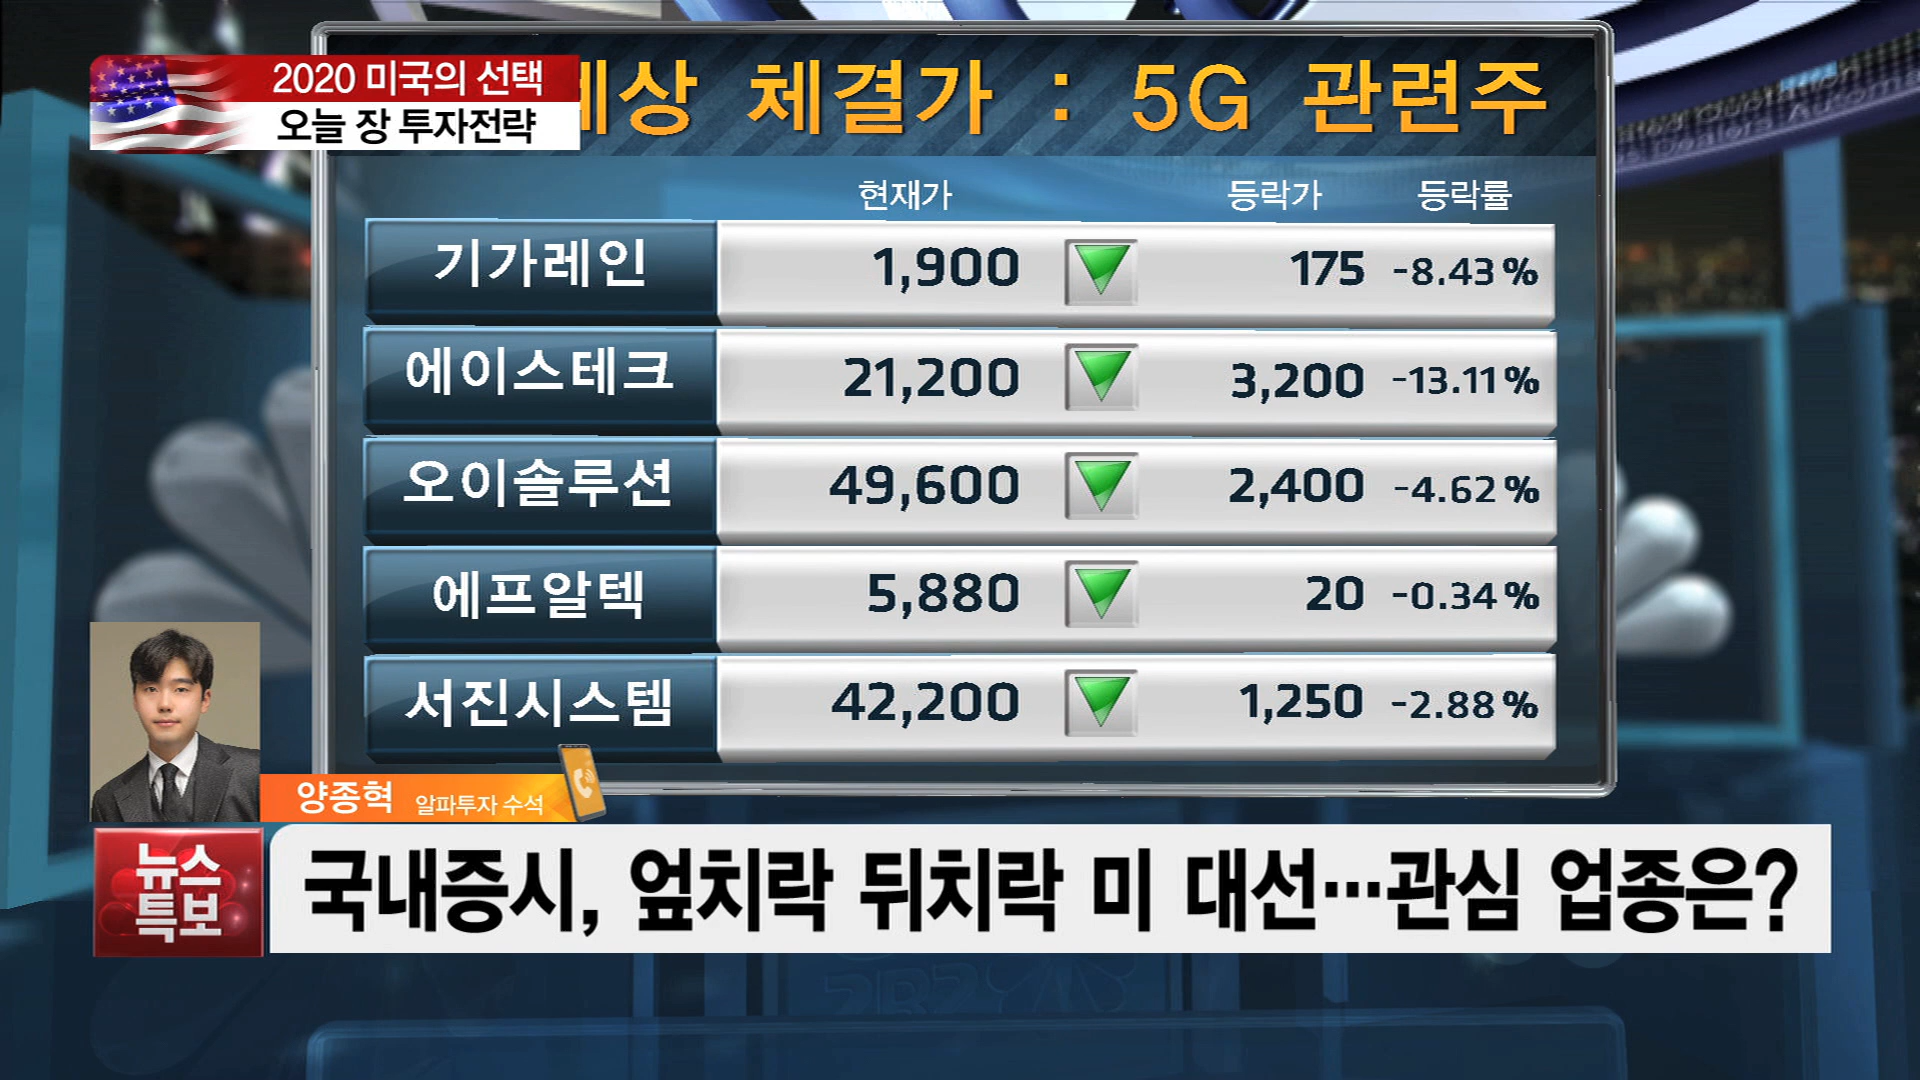 2020 미국의 선택
오늘 장 투자전략
예상 체결가 : 5G 관련주
현재가 등락가 등락률
기가레인 1,900 ▼ 175 -8.43%
에이스테크 21,200 ▼ 3,200 -13.11%
오이솔루션 49,600 ▼ 2,400 -4.62%
에프알텍 5,880 ▼ 20 -0.34%
서진시스템 42,200 ▼ 1,250 -2.88%
양종혁 알파투자 수석
뉴스
특보
국내증시, 엎치락 뒤치락 미 대선…관심 업종은?